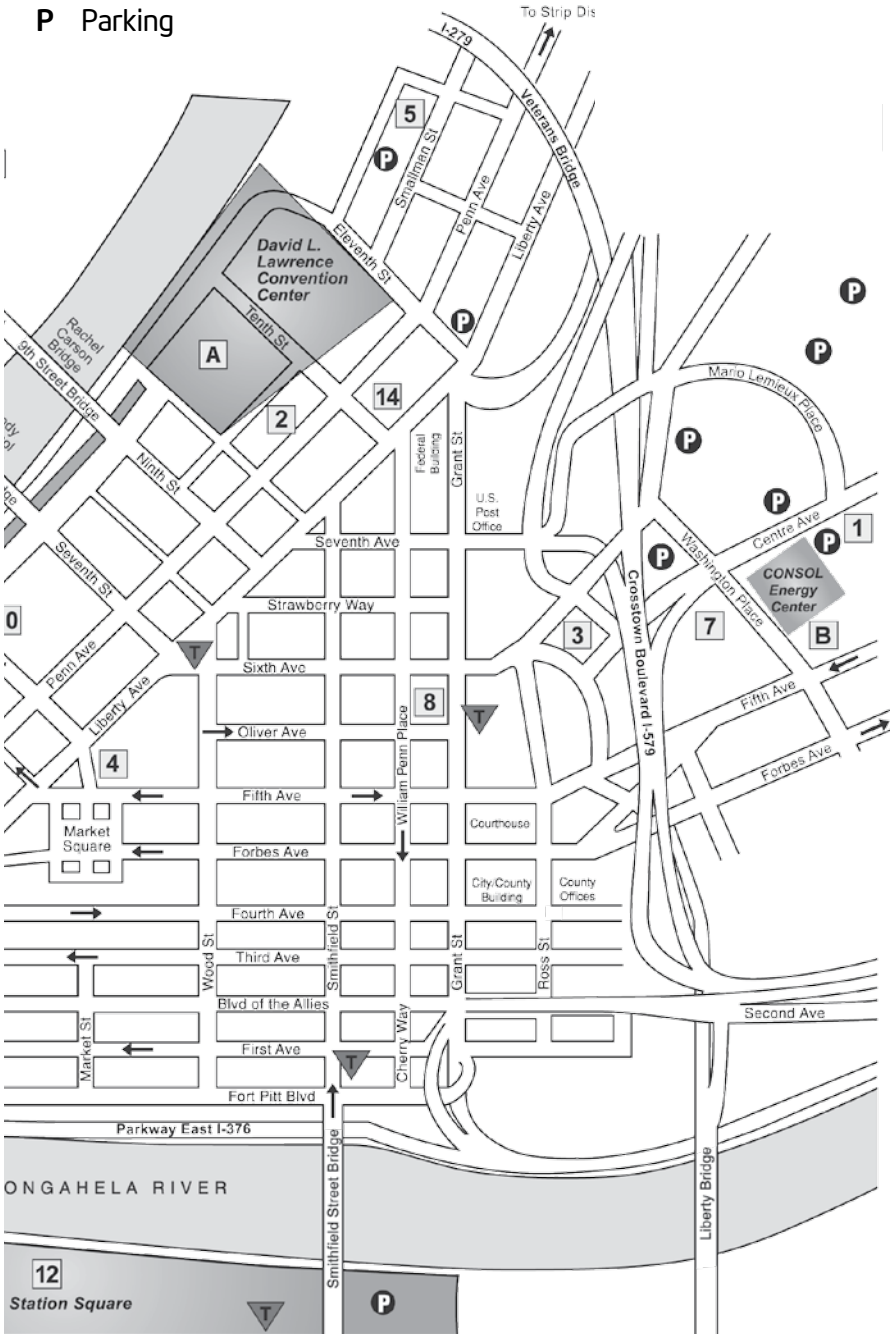 P Parking
To Strip Dis
I-279
Veterans Bridge
5
P
Smallman St
Penn Ave
Liberty Ave
Eleventh St
David L.
Lawrence
Convention
Center
Tenth St
P
P
P
Rachel
Carson
Bridge
9th Street Bridge
A
2
14
Mario Lemieux Place
Federal
Building
Grant St
P
Ninth St
U.S.
Post
Office
P
Centre Ave
1
Seventh Ave
P
P
Washington Place
CONSOL
Energy
Center
Seventh St
Strawberry Way
Crosstown Boulevard I-579
0
3
7
B
T
Penn Ave
Sixth Ave
Liberty Ave
8
T
Fifth Ave
Oliver Ave
William Penn Place
Forbes Ave
4
Fifth Ave
Market
Square
Courthouse
Forbes Ave
City/County
Building
County
Offices
Fourth Ave
Wood St
Smithfield St
Third Ave
Grant St
Ross St
Blvd of the Allies
Second Ave
Market St
First Ave
T
Cherry Way
Fort Pitt Blvd
Parkway East I-376
ONGAHELA RIVER
Smithfield Street Bridge
Liberty Bridge
12
Station Square
T
P